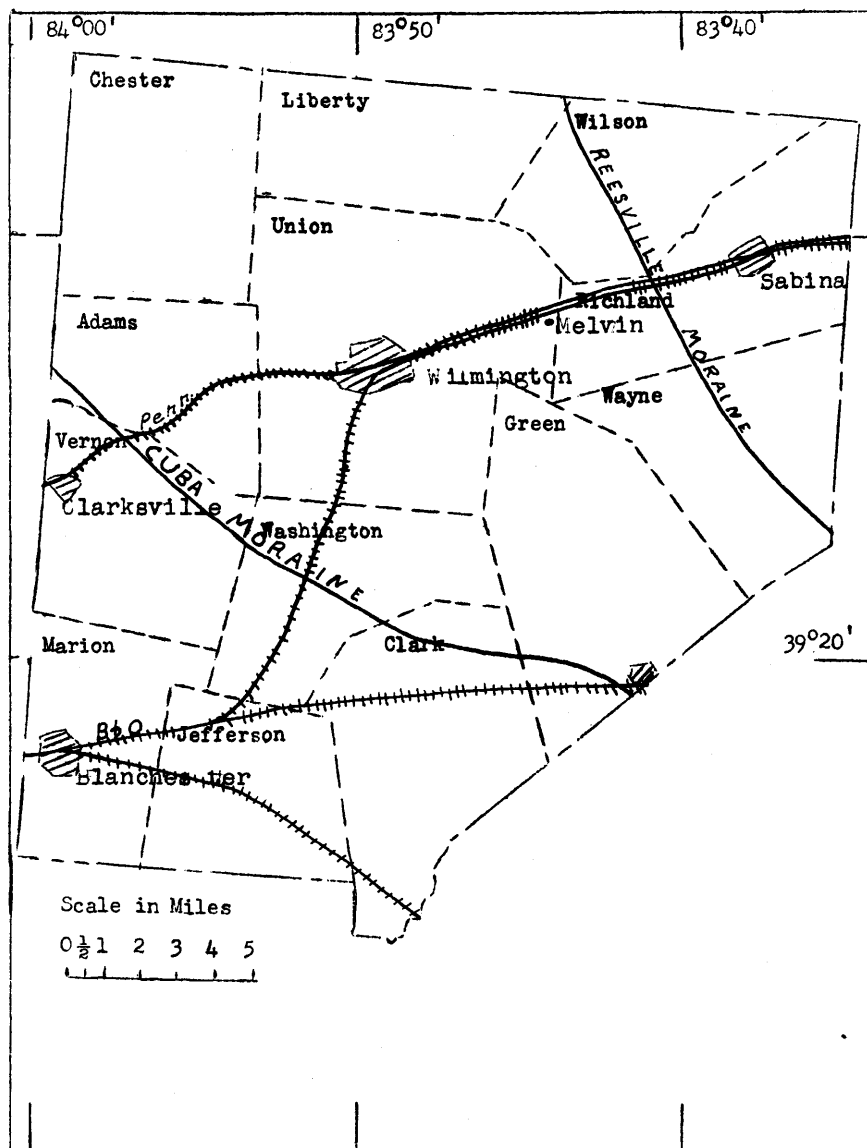 84°00'
83°50'
83°40'
Chester
Liberty
Wilson
REESVILLE
MORAINE
Union
Sabina
Richland
Melvin
Adams
Wilmington
Wayne
Penn
Green
Vernon
CUBA
MORAINE
Clarksville
Washington
Marion
Clark
39°20'
B&O
Jefferson
Blanchester
Scale in Miles
0 ½ 1 2 3 4 5